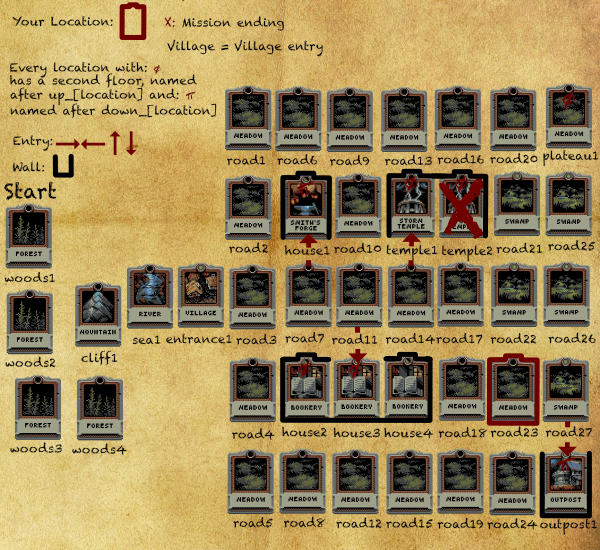 Your Location:
X: Mission ending
Village = Village entry
Every location with: ø
has a second floor, named
after up_[location] and: π
named after down_[location]
Entry:
Wall:
Start
MEADOW MEADOW MEADOW MEADOW MEADOW MEADOW MEADOW
road1 road6 road9 road13 road16 road20 plateau1
MEADOW SMITH'S FORGE MEADOW STORM TEMPLE SWAMP SWAMP
road2 house1 road10 temple1 temple2 road21 road25
FOREST
woods1
RIVER VILLAGE MEADOW MEADOW MEADOW MEADOW MEADOW SWAMP SWAMP
sea1 entrance1 road3 road7 road11 road14 road17 road22 road26
FOREST MOUNTAIN
woods2 cliff1
MEADOW BOOKERY BOOKERY BOOKERY MEADOW MEADOW SWAMP
road4 house2 house3 house4 road18 road23 road27
FOREST FOREST
woods3 woods4
MEADOW MEADOW MEADOW MEADOW MEADOW MEADOW OUTPOST
road5 road8 road12 road15 road19 road24 outpost1